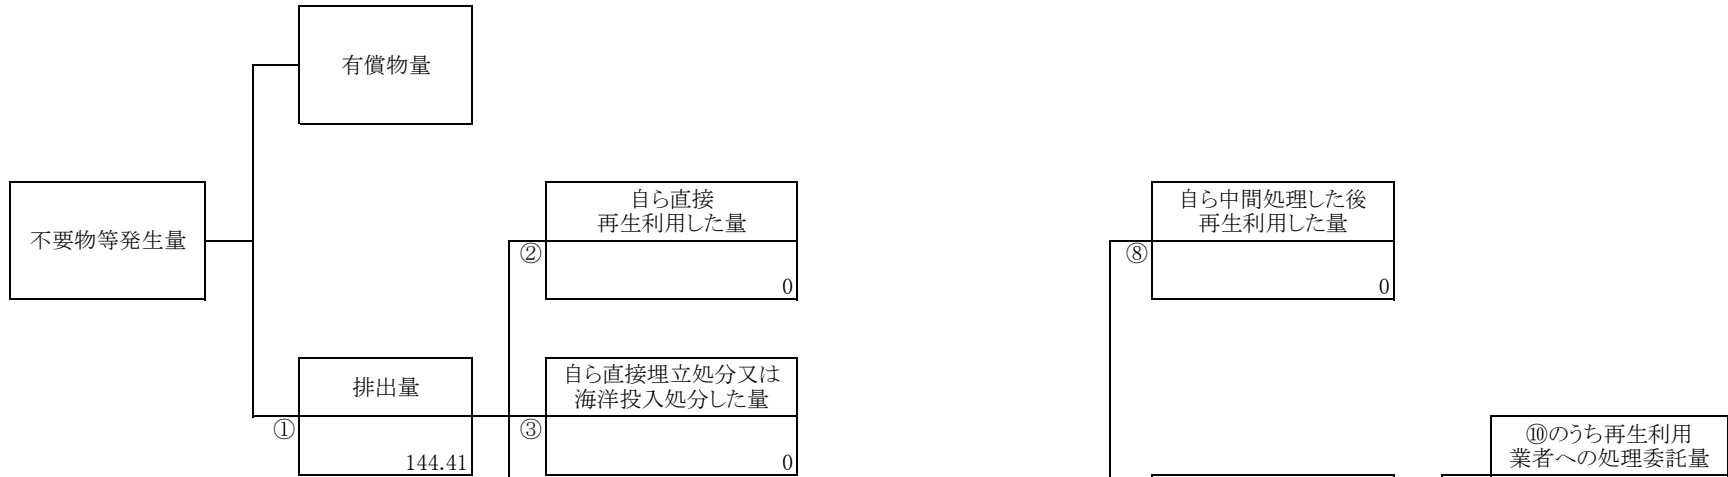 有償物量
不要物等発生量
自ら直接
再生利用した量
②
0
自ら中間処理した後
再生利用した量
⑧
0
排出量
①
144.41
自ら直接埋立処分又は
海洋投入処分した量
③
0
⑩のうち再生利用
業者への処理委託量